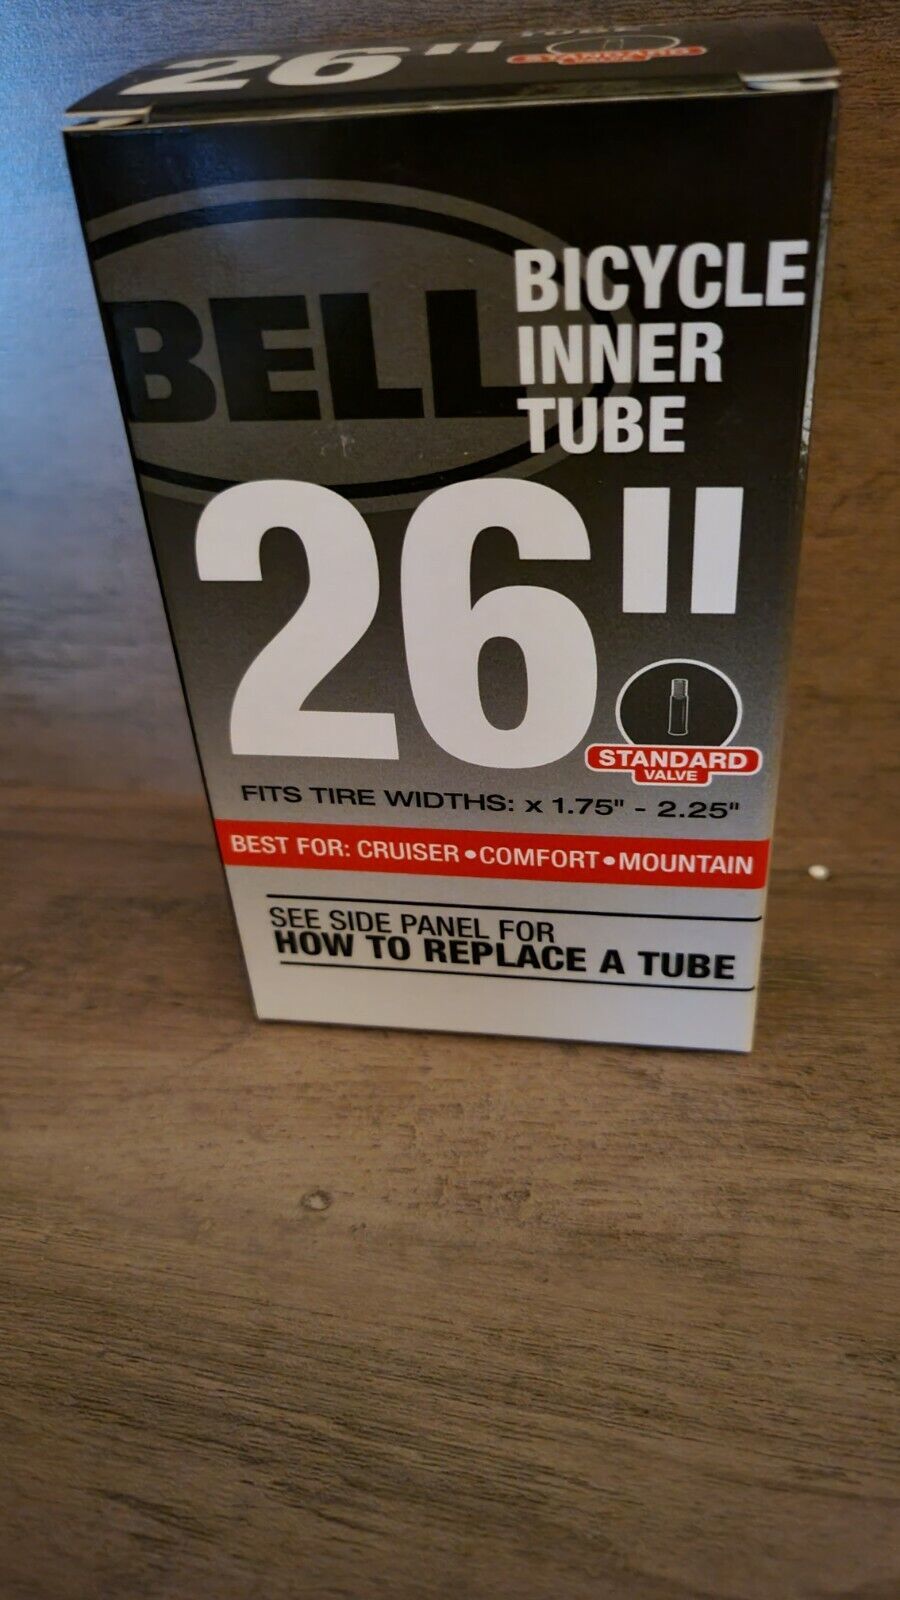 26"
STANDARD
BELL
BICYCLE
INNER
TUBE
26"
STANDARD
VALVE
FITS TIRE WIDTHS: x 1.75" - 2.25"
BEST FOR: CRUISER•COMFORT•MOUNTAIN
SEE SIDE PANEL FOR
HOW TO REPLACE A TUBE